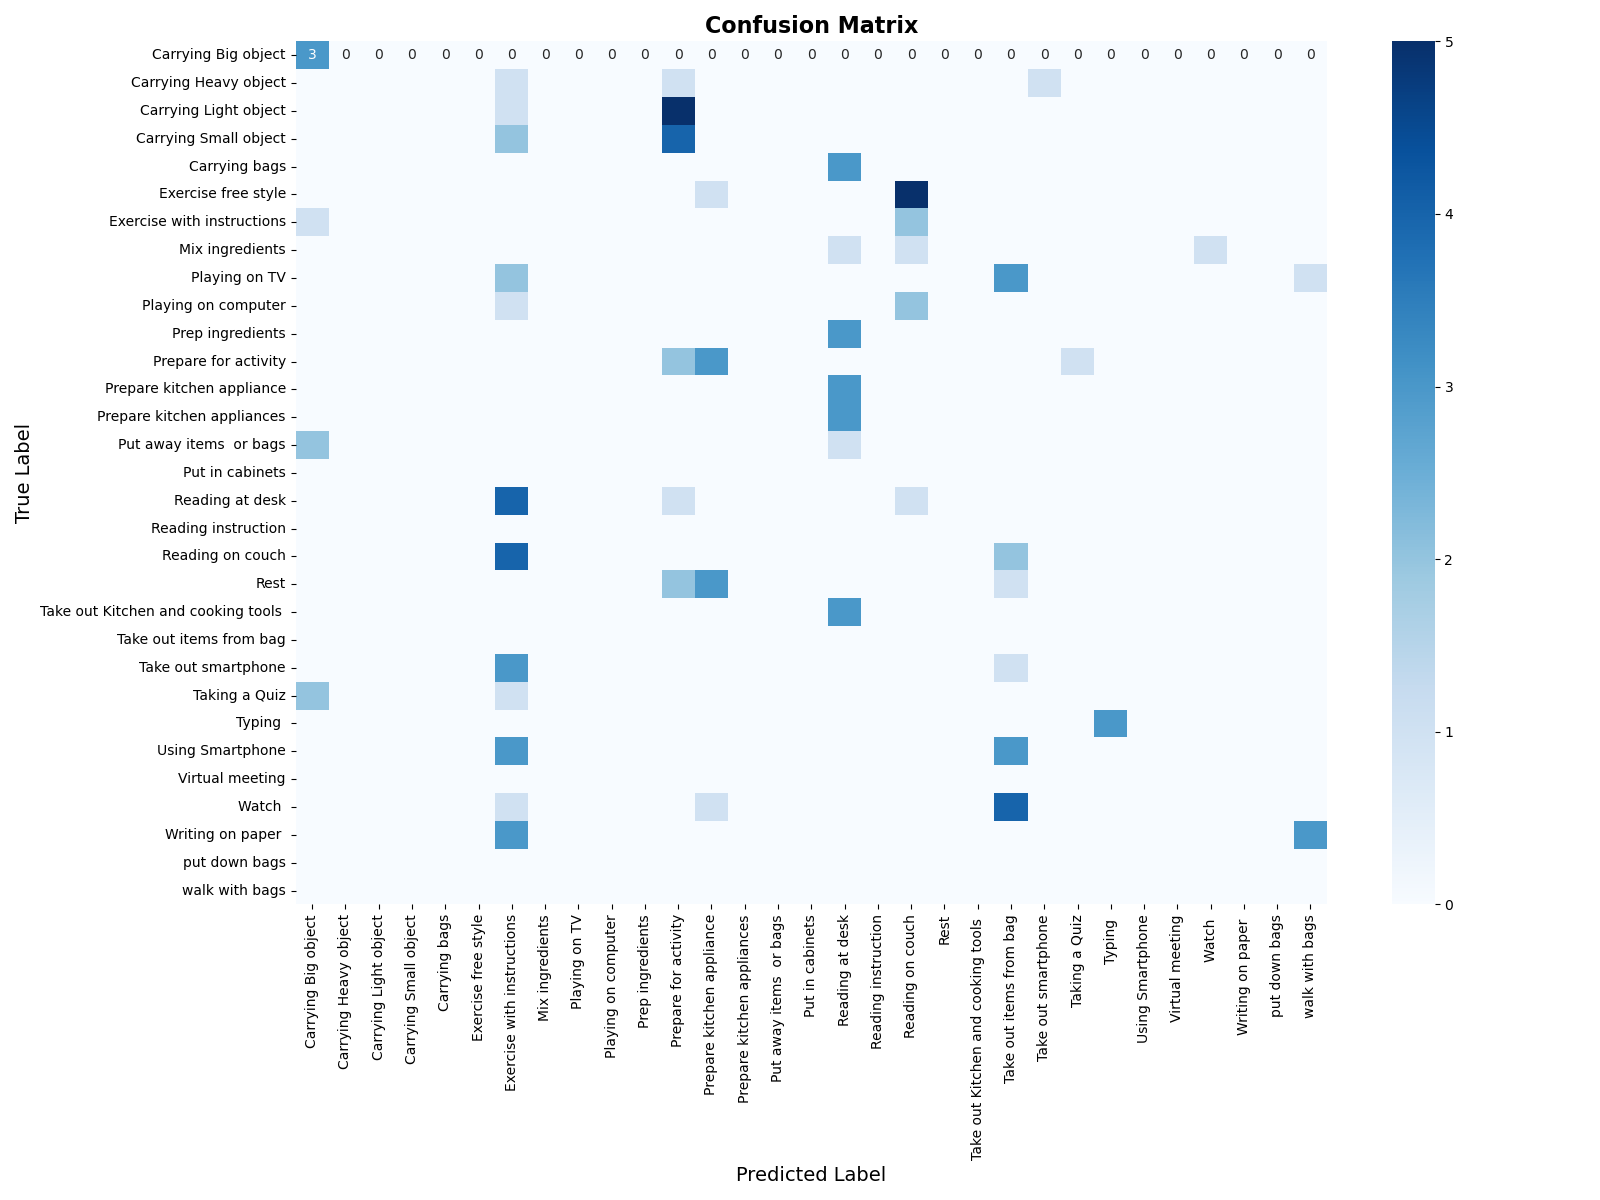 Confusion Matrix
Carrying Big object
3 0 0 0 0 0 0 0 0 0 0 0 0 0 0 0 0 0 0 0 0 0 0 0 0 0 0 0 0 0 0
Carrying Heavy object
Carrying Light object
Carrying Small object
Carrying bags
Exercise free style
Exercise with instructions
Mix ingredients
Playing on TV
Playing on computer
Prep ingredients
Prepare for activity
Prepare kitchen appliance
Prepare kitchen appliances
Put away items  or bags
Put in cabinets
Reading at desk
Reading instruction
Reading on couch
Rest
Take out Kitchen and cooking tools
Take out items from bag
Take out smartphone
Taking a Quiz
Typing
Using Smartphone
Virtual meeting
Watch
Writing on paper
put down bags
walk with bags
True Label
Carrying Big object
Carrying Heavy object
Carrying Light object
Carrying Small object
Carrying bags
Exercise free style
Exercise with instructions
Mix ingredients
Playing on TV
Playing on computer
Prep ingredients
Prepare for activity
Prepare kitchen appliance
Prepare kitchen appliances
Put away items  or bags
Put in cabinets
Reading at desk
Reading instruction
Reading on couch
Rest
Take out Kitchen and cooking tools
Take out items from bag
Take out smartphone
Taking a Quiz
Typing
Using Smartphone
Virtual meeting
Watch
Writing on paper
put down bags
walk with bags
Predicted Label
5
4
3
2
1
0